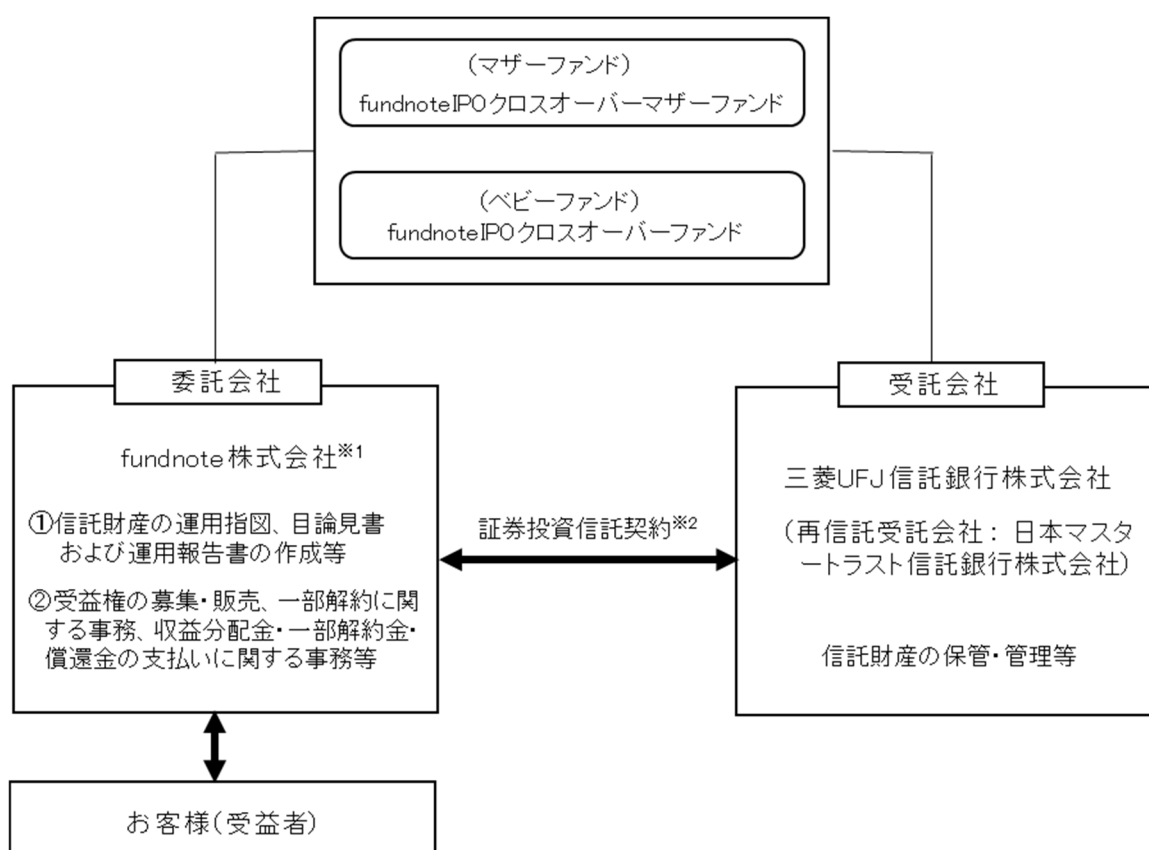 (マザーファンド)
fundnoteIPOクロスオーバーマザーファンド
(ベビーファンド)
fundnoteIPOクロスオーバーファンド
委託会社
fundnote株式会社※1
①信託財産の運用指図、目論見書
および運用報告書の作成等
②受益権の募集・販売、一部解約に関
する事務、収益分配金・一部解約金・
償還金の支払いに関する事務等
証券投資信託契約※2
受託会社
三菱UFJ信託銀行株式会社
(再信託受託会社：日本マスタ
ートラスト信託銀行株式会社)
信託財産の保管・管理等
お客様(受益者)